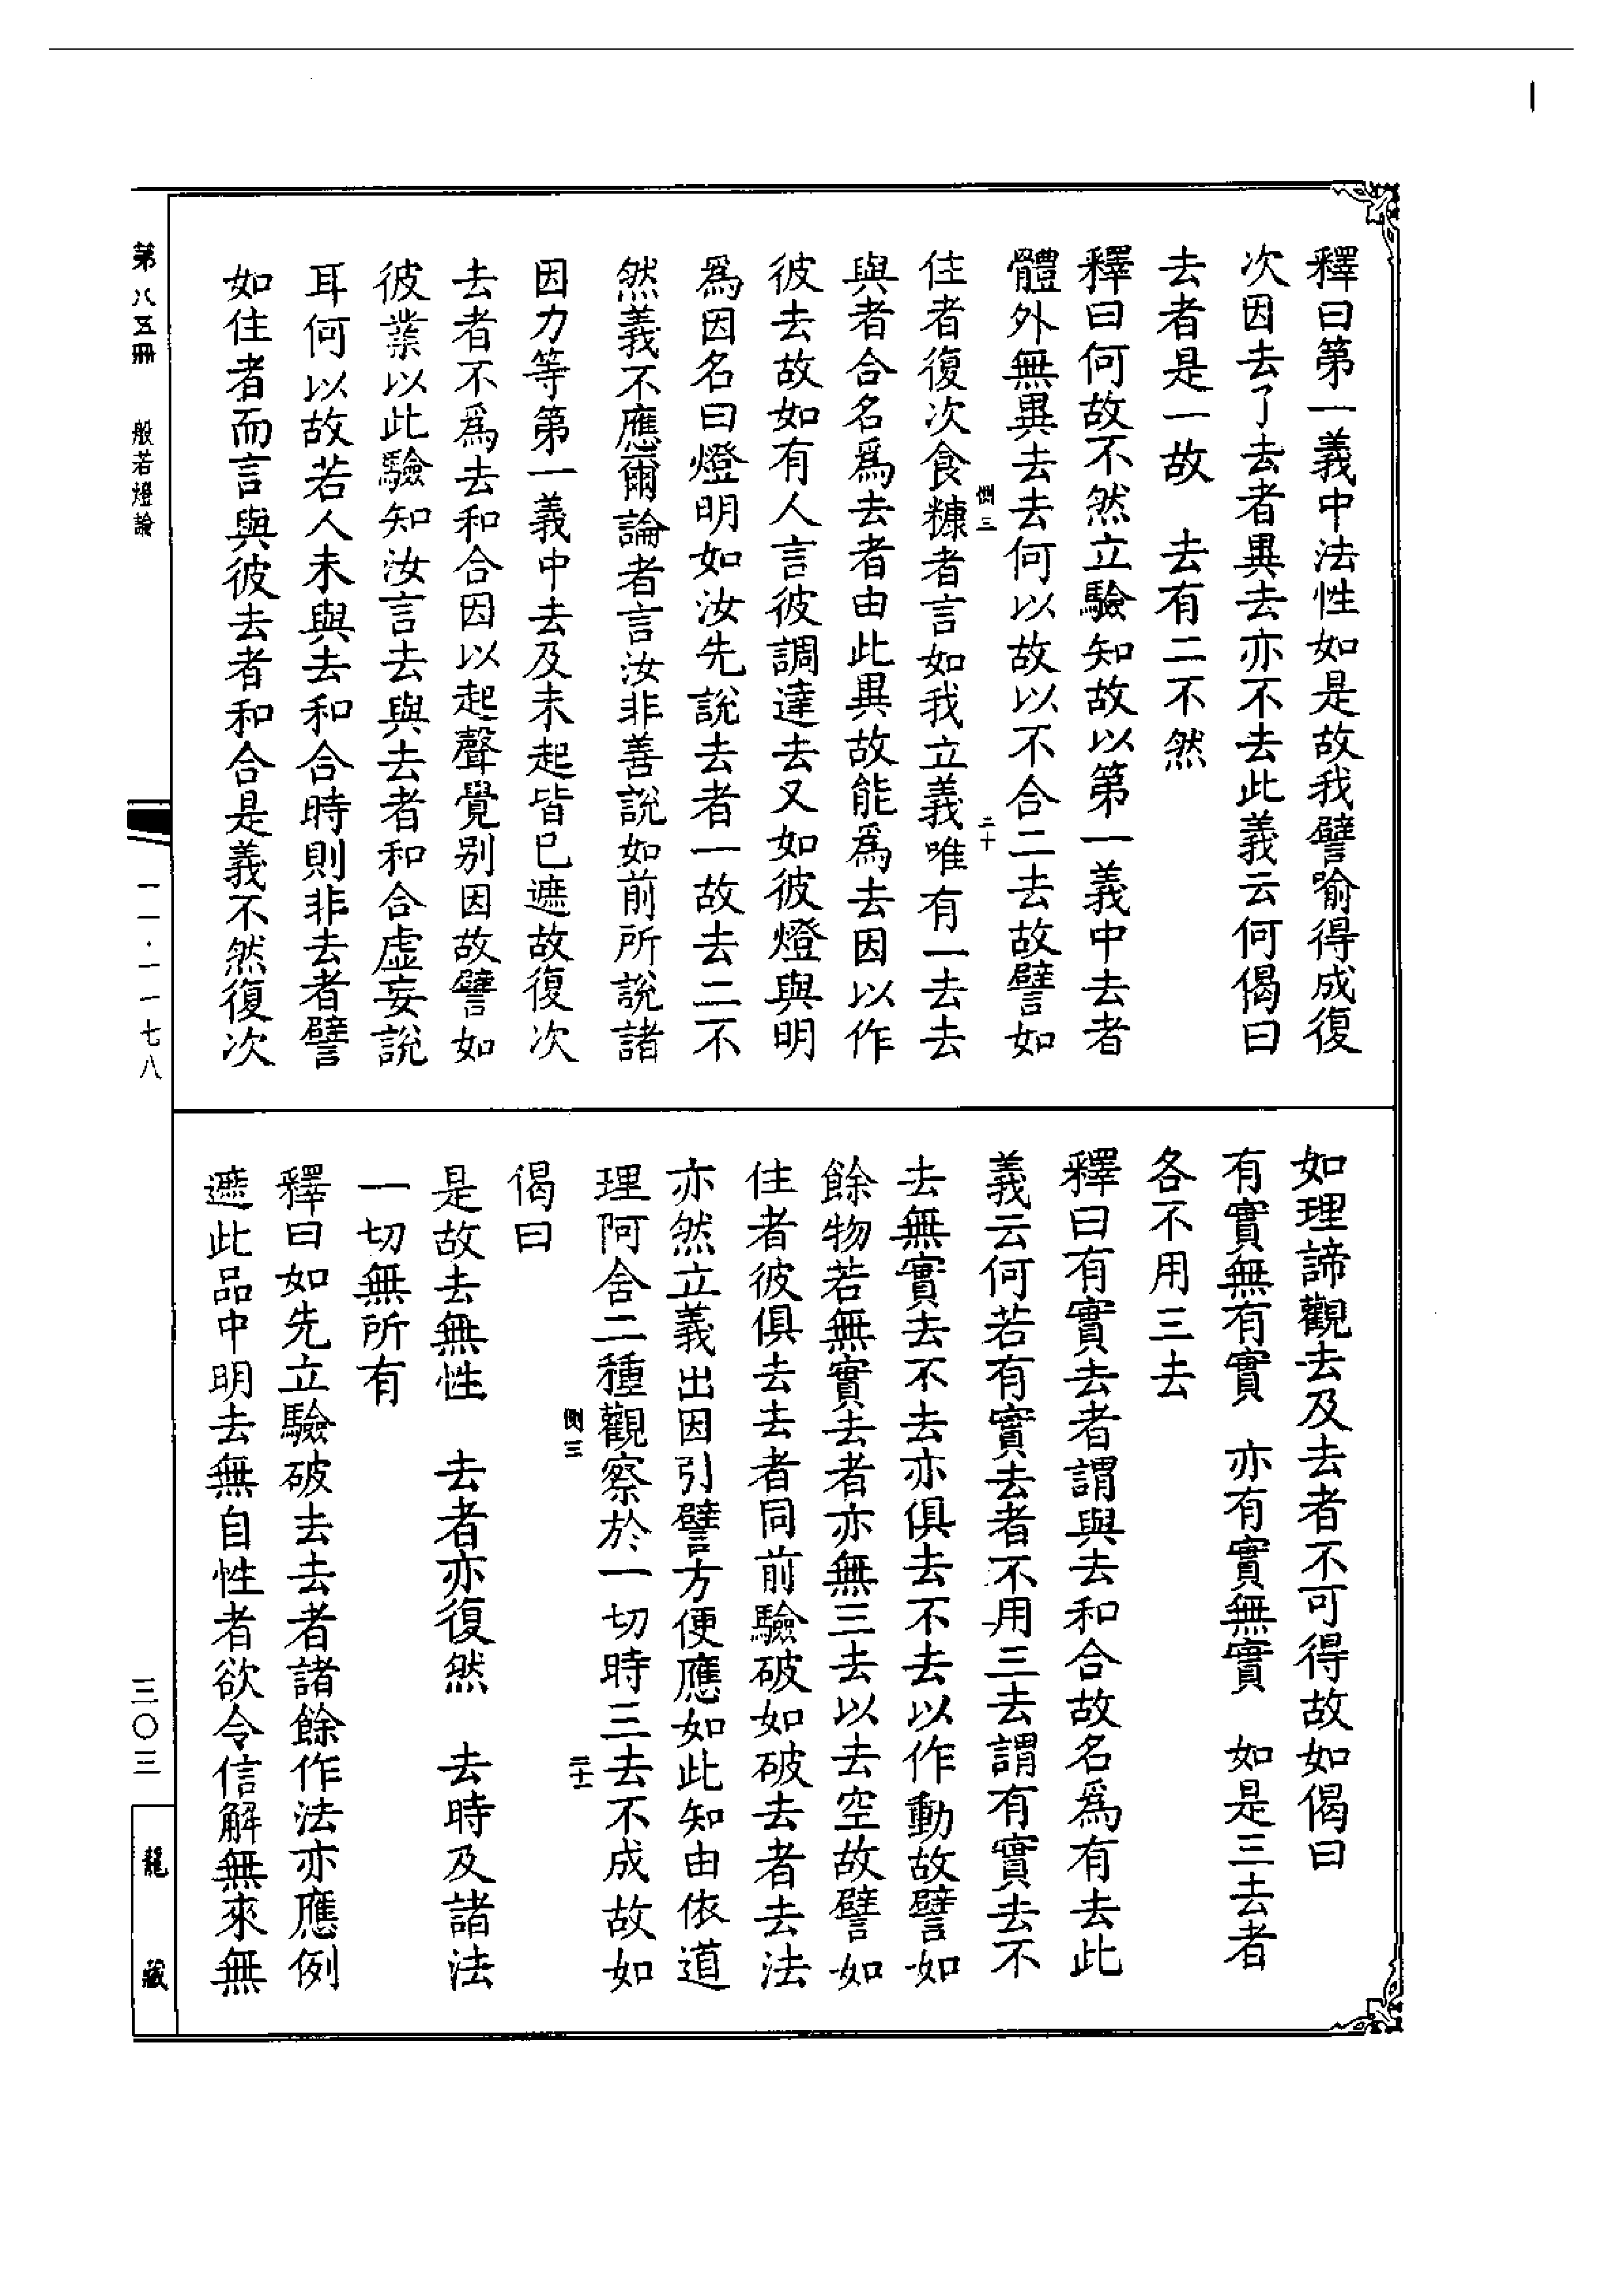 釋曰第一義中法性如是故我譬喻得成復
次因去了去者異去亦不去此義云何偈曰
去者是一故　去有二不然
釋曰何故不然立驗知故以第一義中去者
體外無異去去何以故以不合二去故譬如
側三　二十
住者復次食糠者言如我立義唯有一去去
與者合名爲去者由此異故能爲去因以作
彼去故如有人言彼調達去又如彼燈與明
爲因名曰燈明如汝先說去者一故去二不
然義不應爾論者言汝非善說如前所說諸
因力等第一義中去及未起皆已遮故復次
去者不爲去和合因以起聲覺別因故譬如
彼業以此驗知汝言去與去者和合虛妄說
耳何以故若人未與去和合時則非去者譬
如住者而言與彼去者和合是義不然復次
如理諦觀去及去者不可得故如偈曰
有實無有實　亦有實無實　如是三去者
各不用三去
釋曰有實去者謂與去和合故名爲有去此
義云何若有實去者不用三去謂有實去不
去無實去不去亦俱去不去以作動故譬如
餘物若無實去者亦無三去以去空故譬如
住者彼俱去去者同前驗破如破去者去法
亦然立義出因引譬方便應如此知由依道
理阿含二種觀察於一切時三去不成故如
側三　二十一
偈曰
是故去無性　去者亦復然　去時及諸法
一切無所有
釋曰如先立驗破去去者諸餘作法亦應例
遮此品中明去無自性者欲令信解無來無
第八五冊　般若燈論
一一·一一七八
三〇三
龍藏